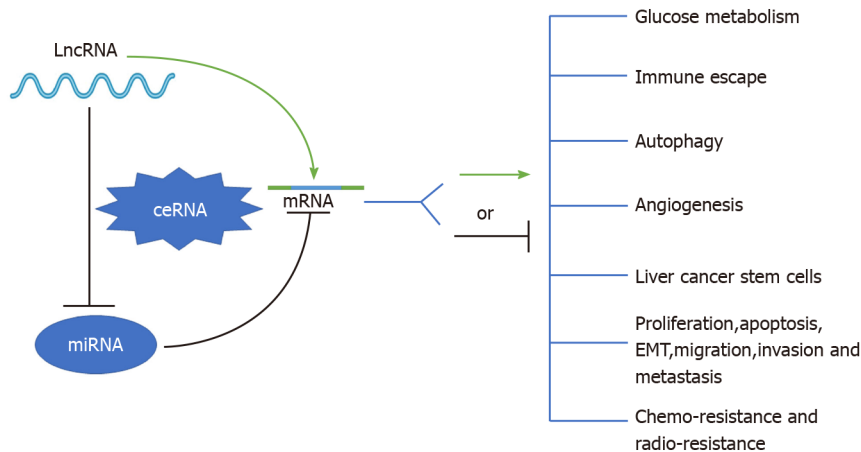 LncRNA
ceRNA
mRNA
miRNA
or
Glucose metabolism
Immune escape
Autophagy
Angiogenesis
Liver cancer stem cells
Proliferation,apoptosis,
EMT,migration,invasion and
metastasis
Chemo-resistance and
radio-resistance